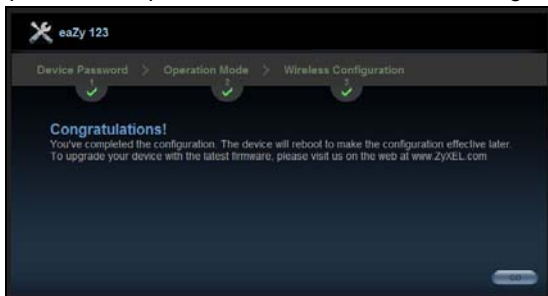 eaZy 123
Device Password > Operation Mode > Wireless Configuration
1 2 3
Congratulations!
You've completed the configuration. The device will reboot to make the configuration effective later.
To upgrade your device with the latest firmware, please visit us on the web at www.ZyXEL.com
GO